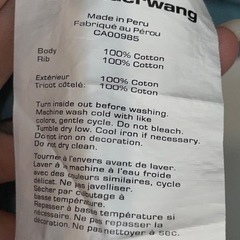 erwang
Made in Peru
Fabriqué au Pérou
CA00985
Body 100% Cotton
Rib 100% Cotton
Extérieur 100% Coton
Tricot côtelé: 100% Coton
Turn inside out before washing.
Machine wash cold with like
colors, gentle cycle. Do not bleach.
Tumble dry low. Cool iron if necessary.
Do not iron on decoration.
Do not dry clean.
Tourner à l'envers avant de laver.
Laver à la machine à l'eau froide
avec des couleurs similaires, cycle
délicat. Ne pas javelliser.
Sécher par culbutage à
basse température.
Repasser à basse température si
nécessaire. Ne pas repasser la
décoration. Ne pas nettoyer à sec.